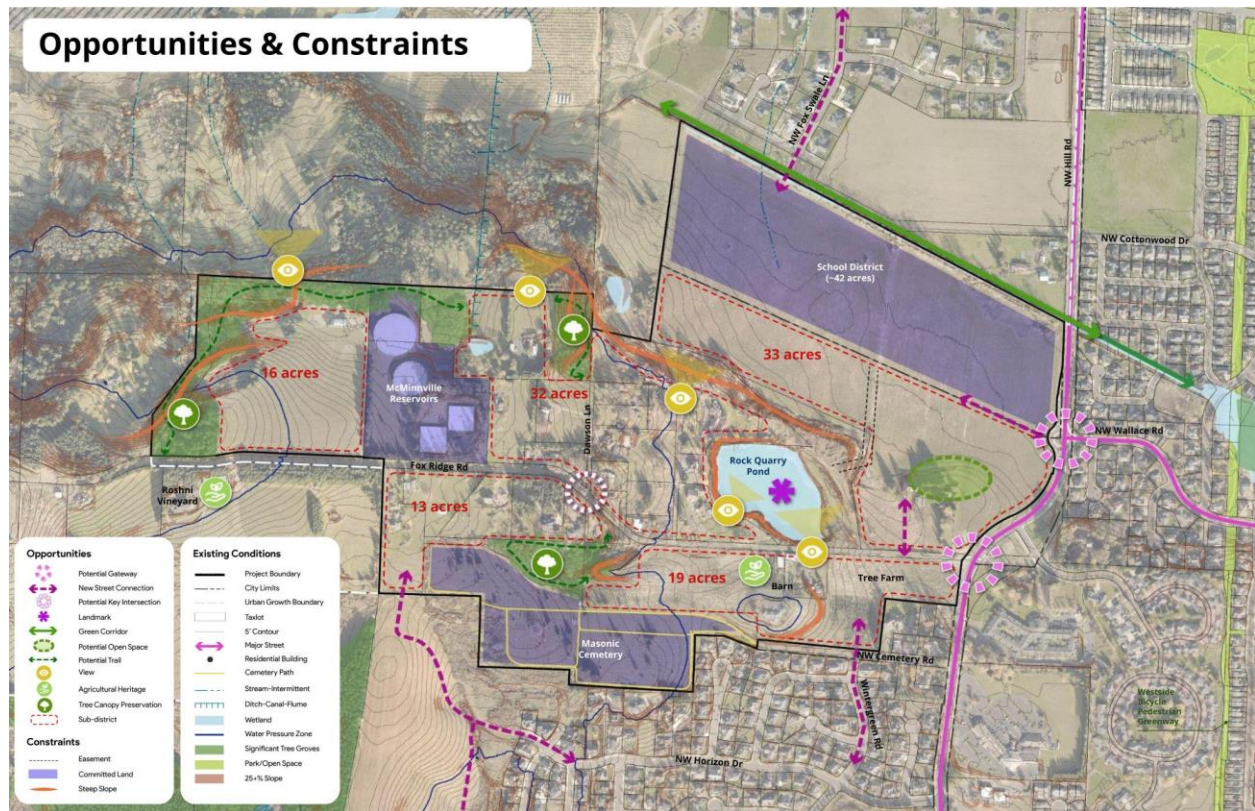 Opportunities & Constraints
NW Fox Swale Ln
NW Hill Rd
NW Cottonwood Dr
School District
(~42 acres)
33 acres
16 acres
McMinnville
Reservoirs
32 acres
Dawson Ln
NW Wallace Rd
Fox Ridge Rd
Rock Quarry
Pond
Roshni
Vineyard
13 acres
19 acres
Barn
Tree Farm
Masonic
Cemetery
NW Cemetery Rd
Wintergreen Rd
Westside
Bicycle
Pedestrian
Greenway
NW Horizon Dr
Opportunities
Potential Gateway
New Street Connection
Potential Key Intersection
Landmark
Green Corridor
Potential Open Space
Potential Trail
View
Agricultural Heritage
Tree Canopy Preservation
Sub-district
Constraints
Easement
Committed Land
Steep Slope
Existing Conditions
Project Boundary
City Limits
Urban Growth Boundary
Taxlot
5' Contour
Major Street
Residential Building
Cemetery Path
Stream-Intermittent
Ditch-Canal-Flume
Wetland
Water Pressure Zone
Significant Tree Groves
Park/Open Space
25+% Slope